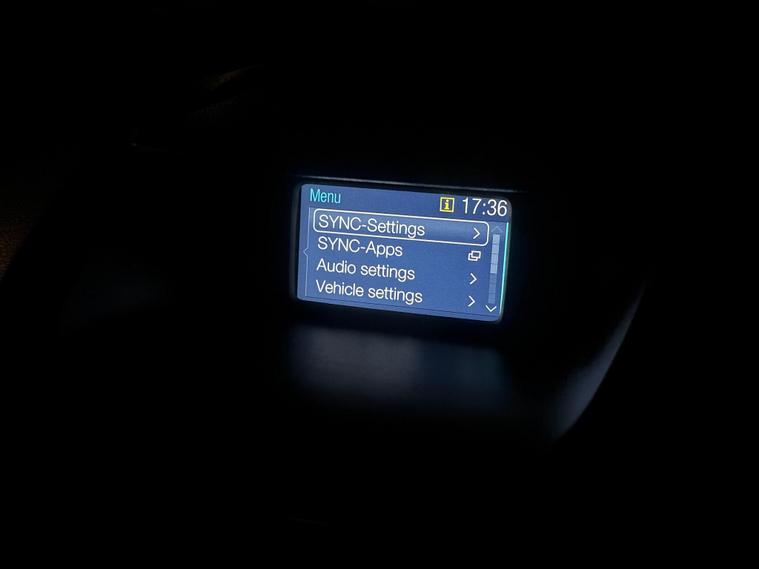 Menu
i 17:36
SYNC-Settings
SYNC-Apps
Audio settings
Vehicle settings